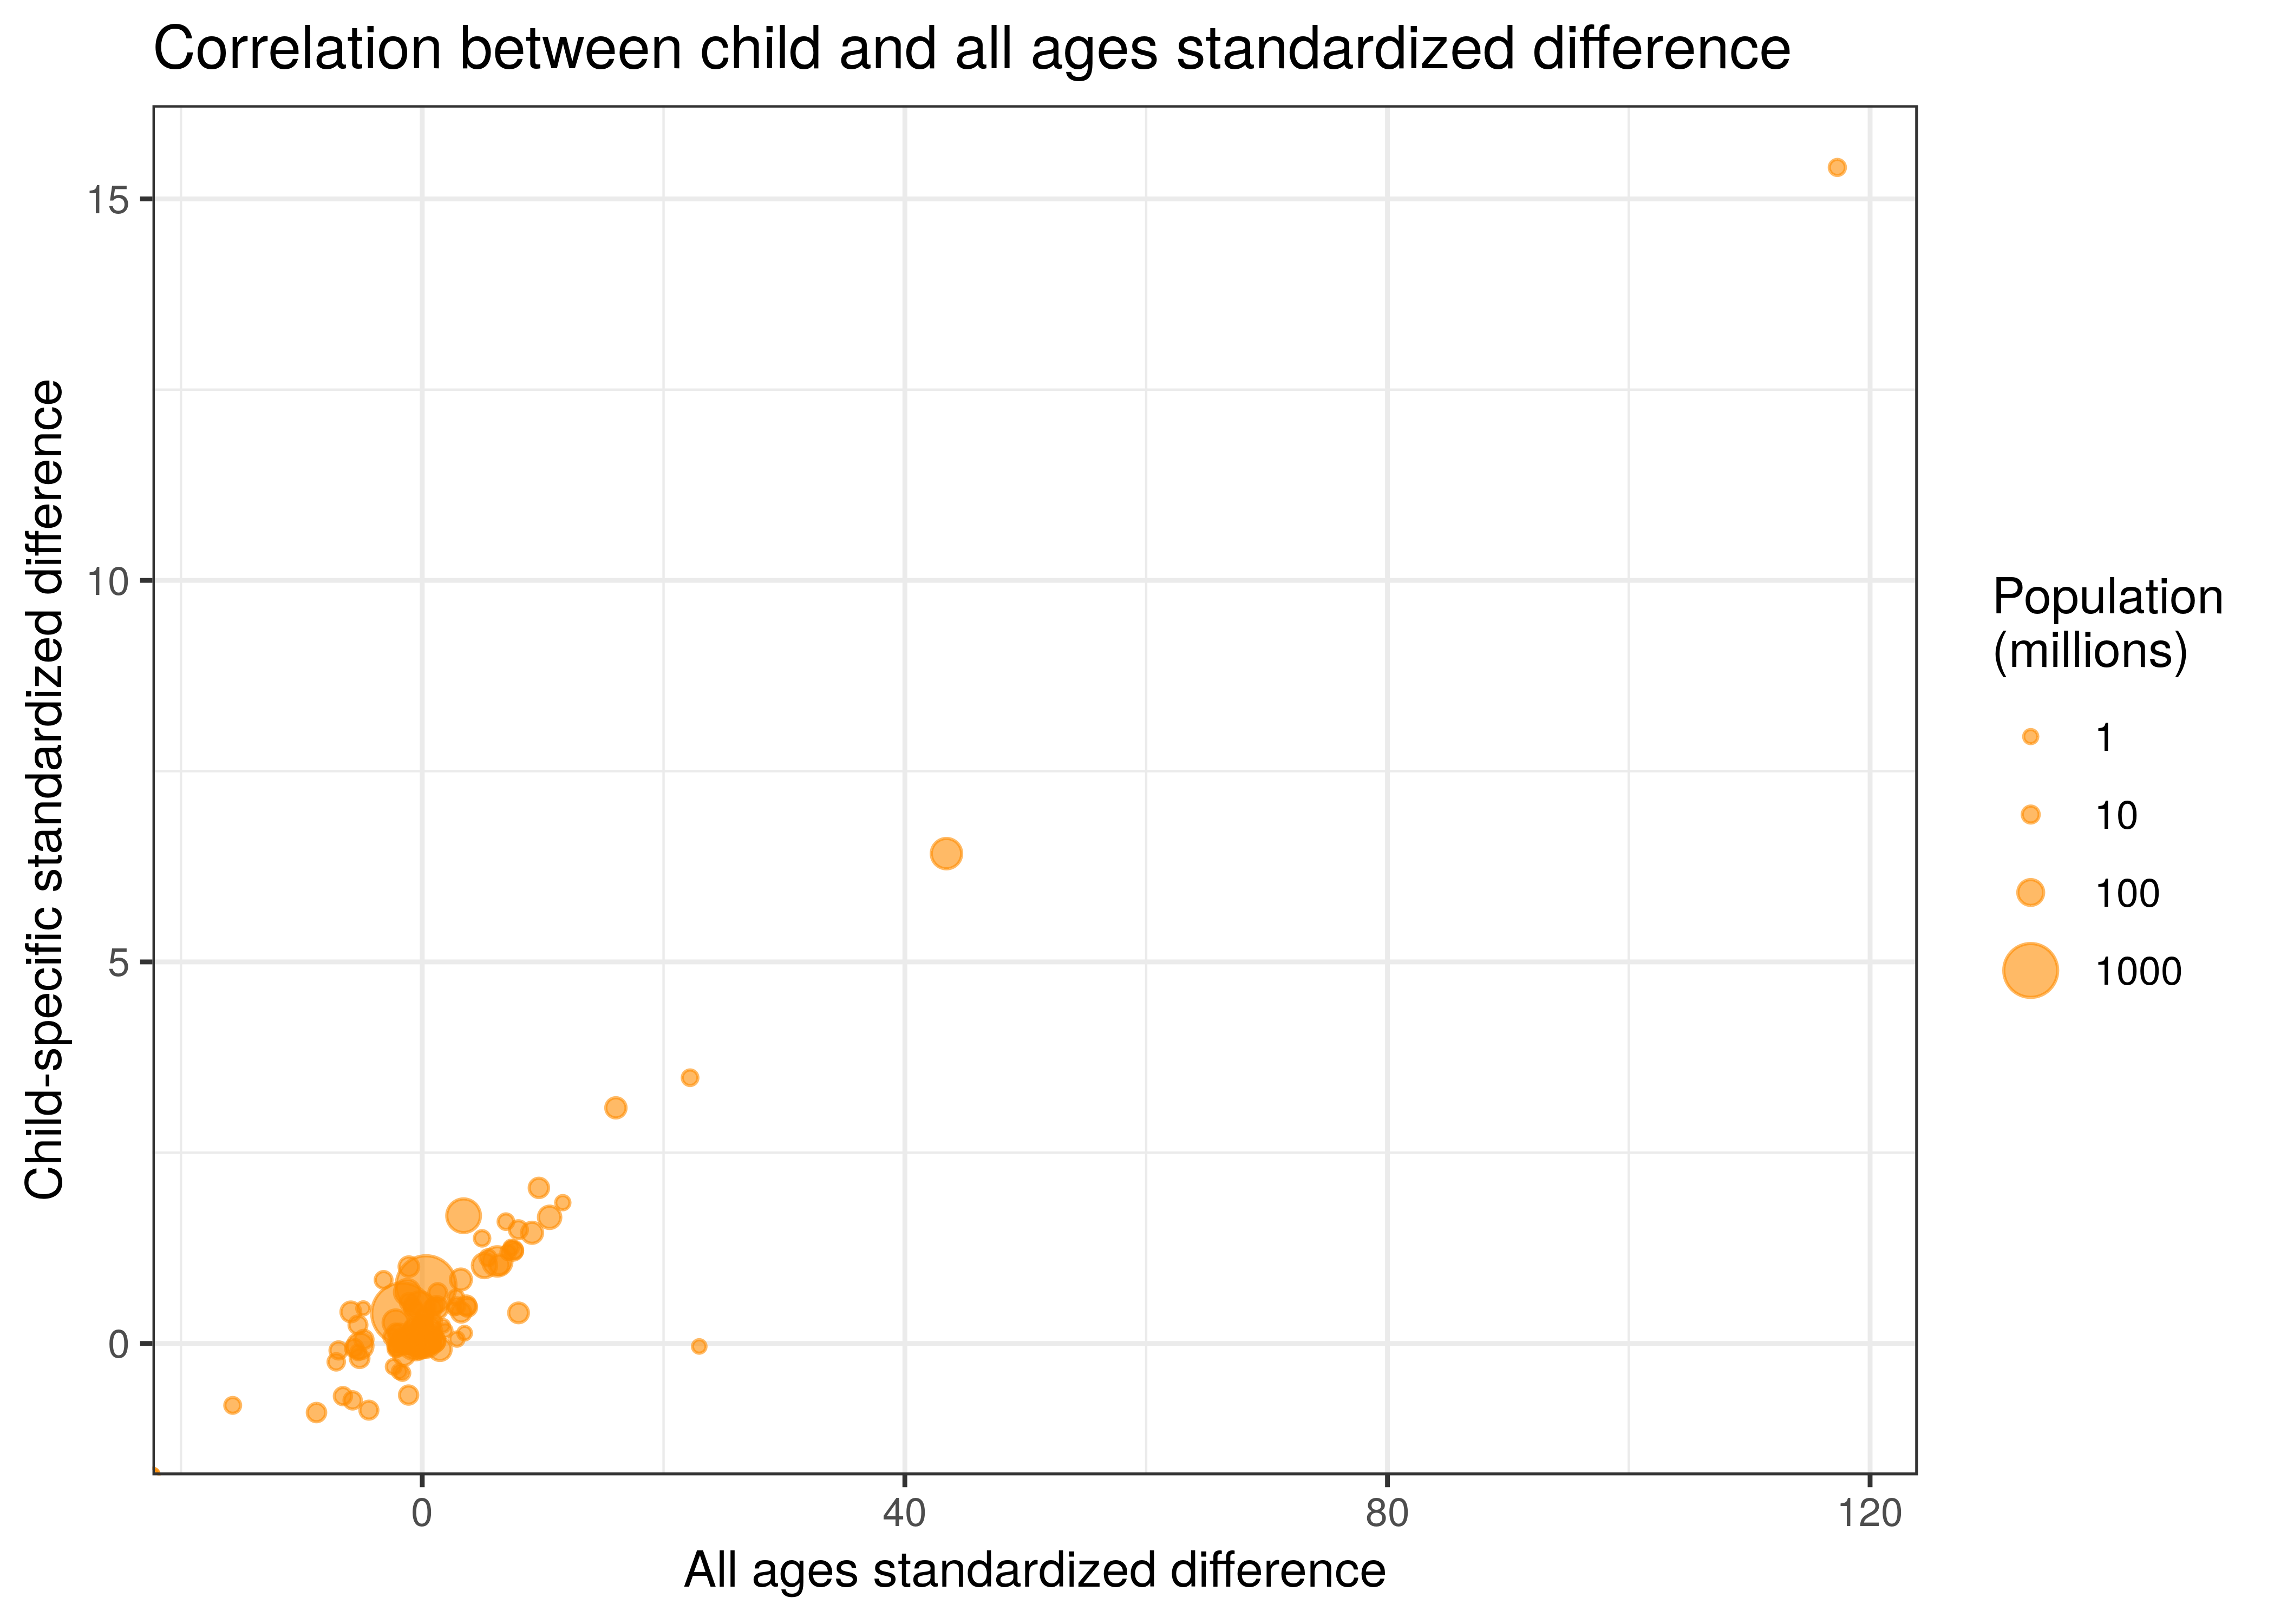 Correlation between child and all ages standardized difference
Child-specific standardized difference
15
10
5
0
0 40 80 120
All ages standardized difference
Population
(millions)
1
10
100
1000